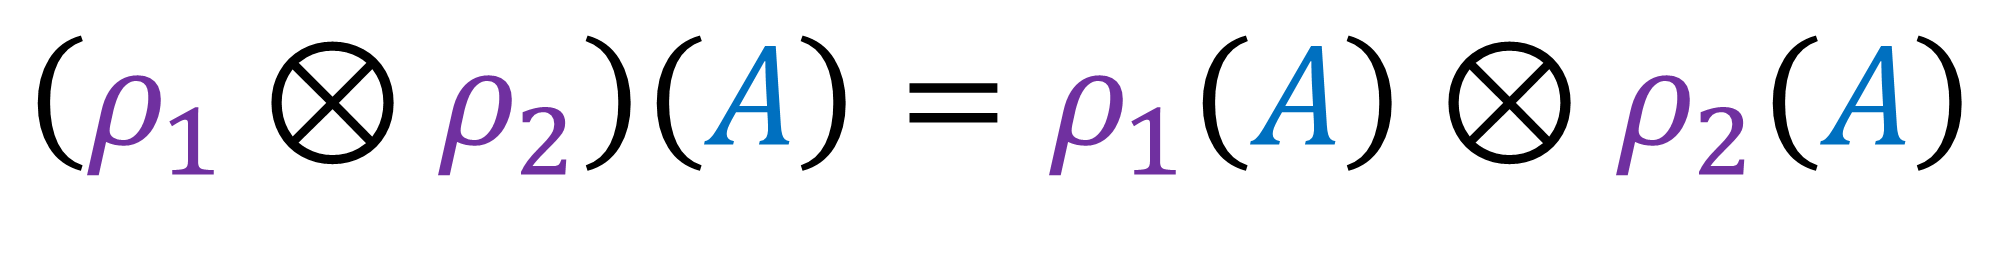 (ρ₁ ⊗ ρ₂)(A) = ρ₁(A) ⊗ ρ₂(A)